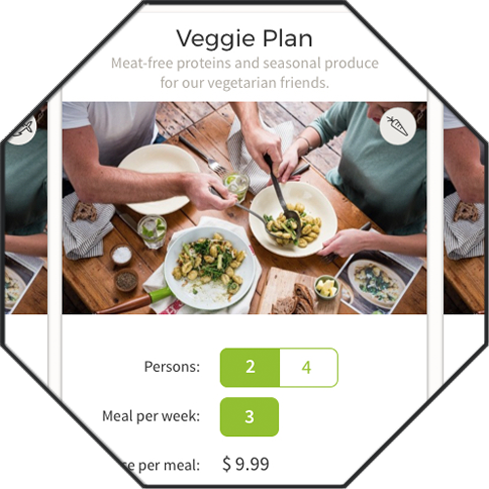 Veggie Plan
Meat-free proteins and seasonal produce
for our vegetarian friends.
Persons: 2 4
Meal per week: 3
per meal: $ 9.99